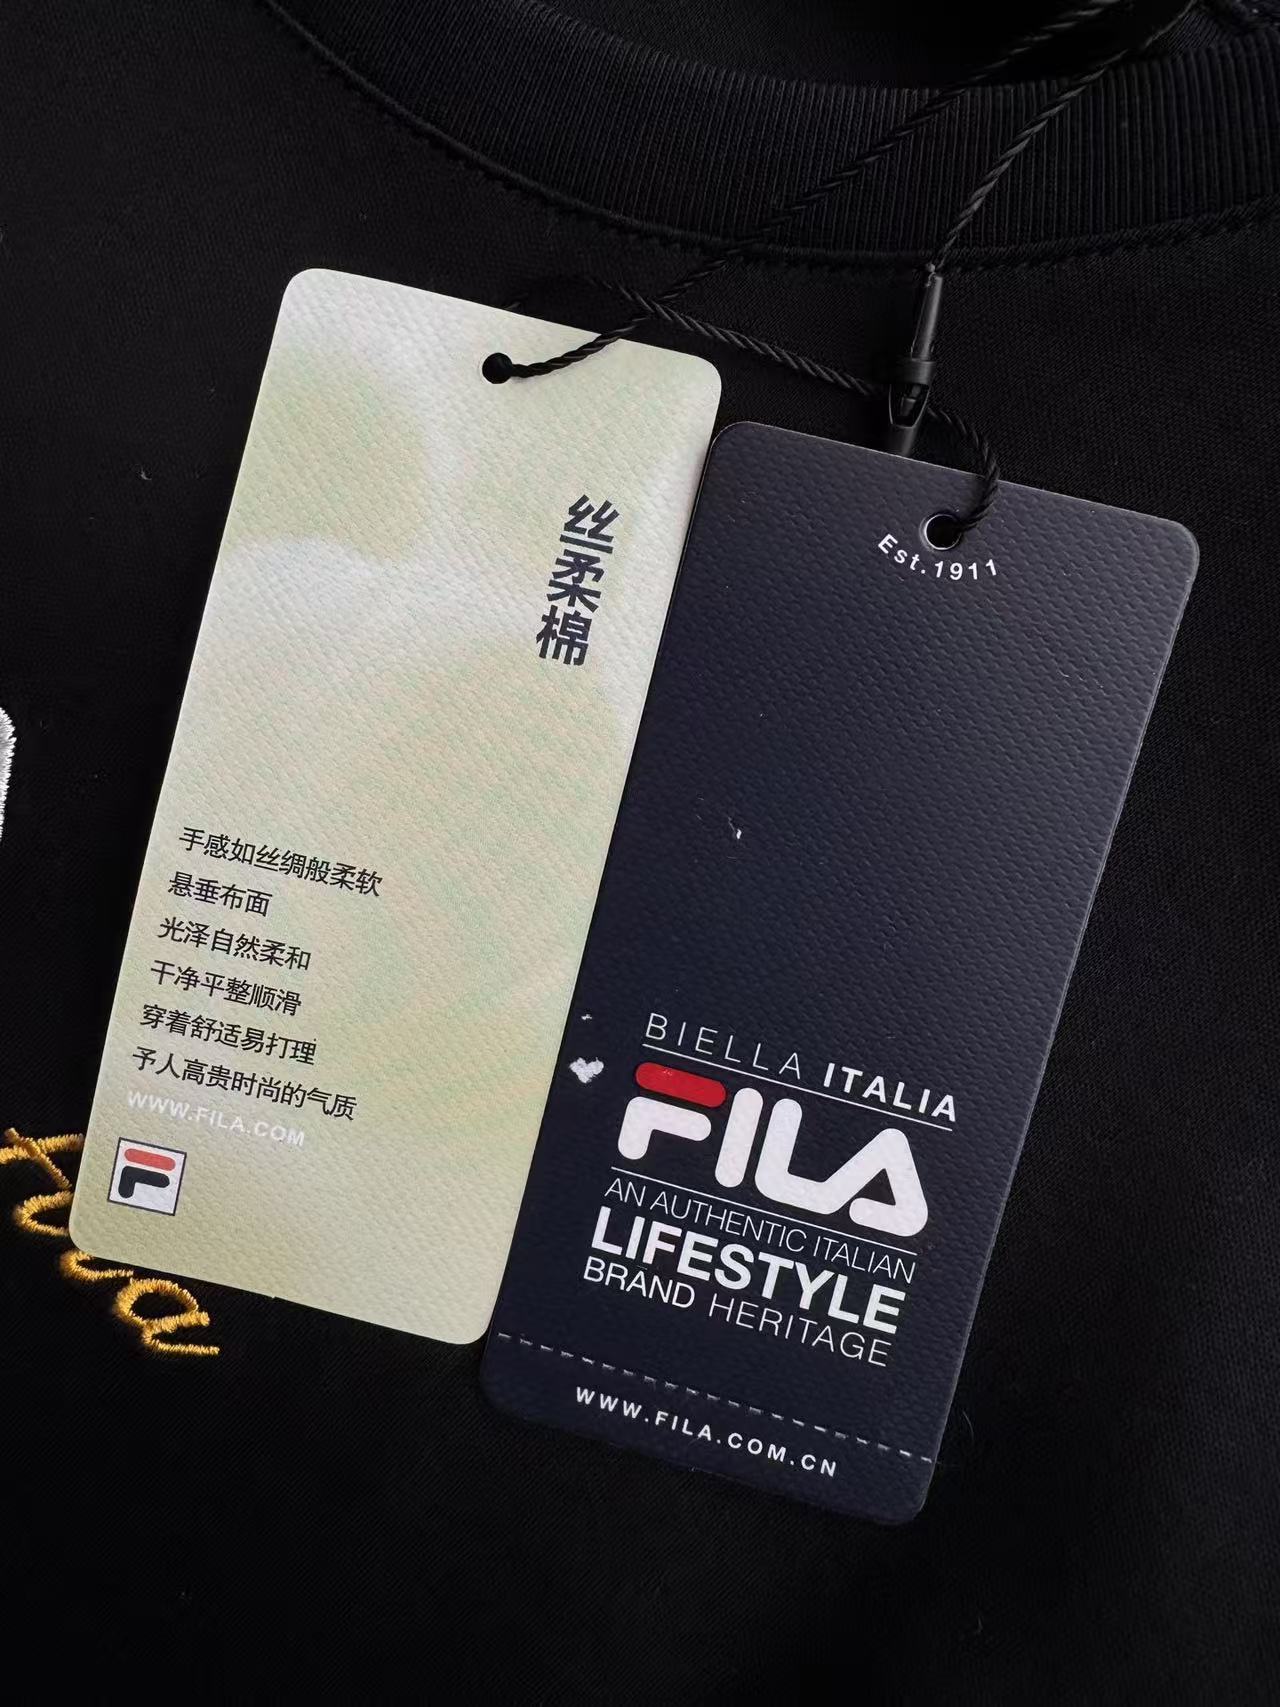 丝柔棉
手感如丝绸般柔软
悬垂布面
光泽自然柔和
干净平整顺滑
穿着舒适易打理
予人高贵时尚的气质
WWW.FILA.COM
Est.1911
BIELLA ITALIA
FILA
AN AUTHENTIC ITALIAN
LIFESTYLE
BRAND HERITAGE
WWW.FILA.COM.CN